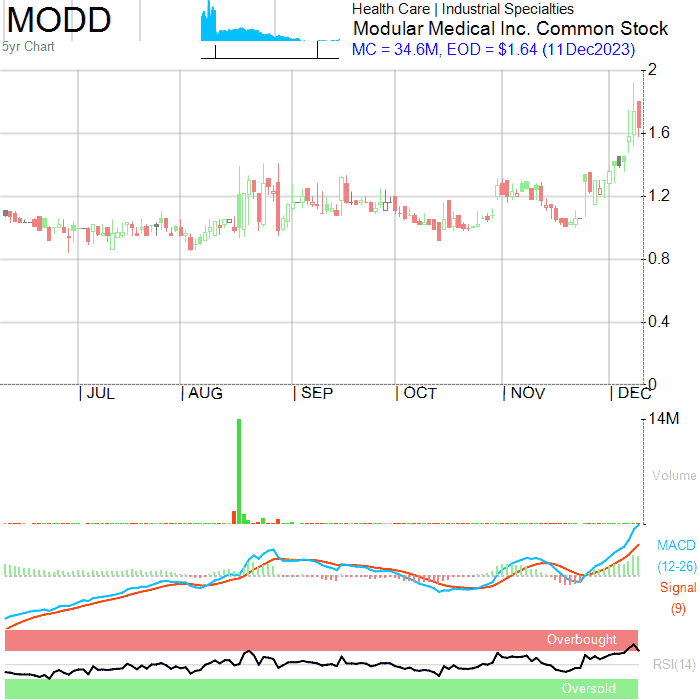 MODD
5yr Chart
Health Care | Industrial Specialties
Modular Medical Inc. Common Stock
MC = 34.6M, EOD = $1.64 (11Dec2023)
2
1.6
1.2
0.8
0.4
0
| JUL | AUG | SEP | OCT | NOV | DEC
14M
Volume
MACD
(12-26)
Signal
(9)
Overbought
RSI(14)
Oversold